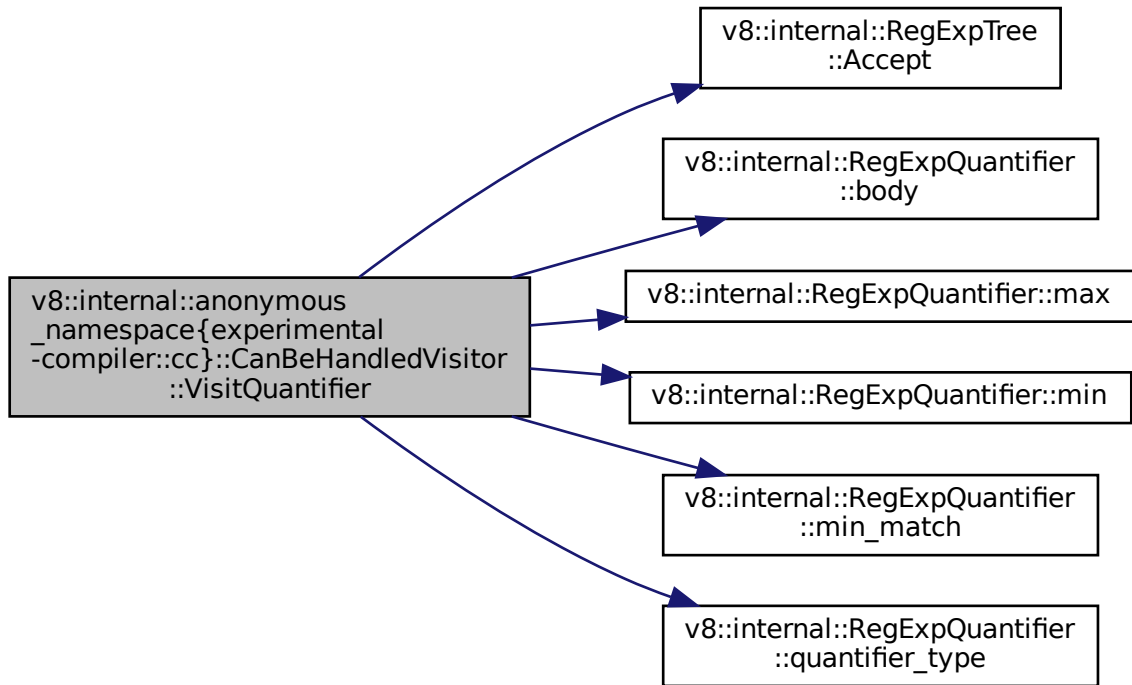 v8::internal::RegExpTree
::Accept
v8::internal::RegExpQuantifier
::body
v8::internal::RegExpQuantifier::max
v8::internal::anonymous
_namespace{experimental
-compiler::cc}::CanBeHandledVisitor
::VisitQuantifier
v8::internal::RegExpQuantifier::min
v8::internal::RegExpQuantifier
::min_match
v8::internal::RegExpQuantifier
::quantifier_type